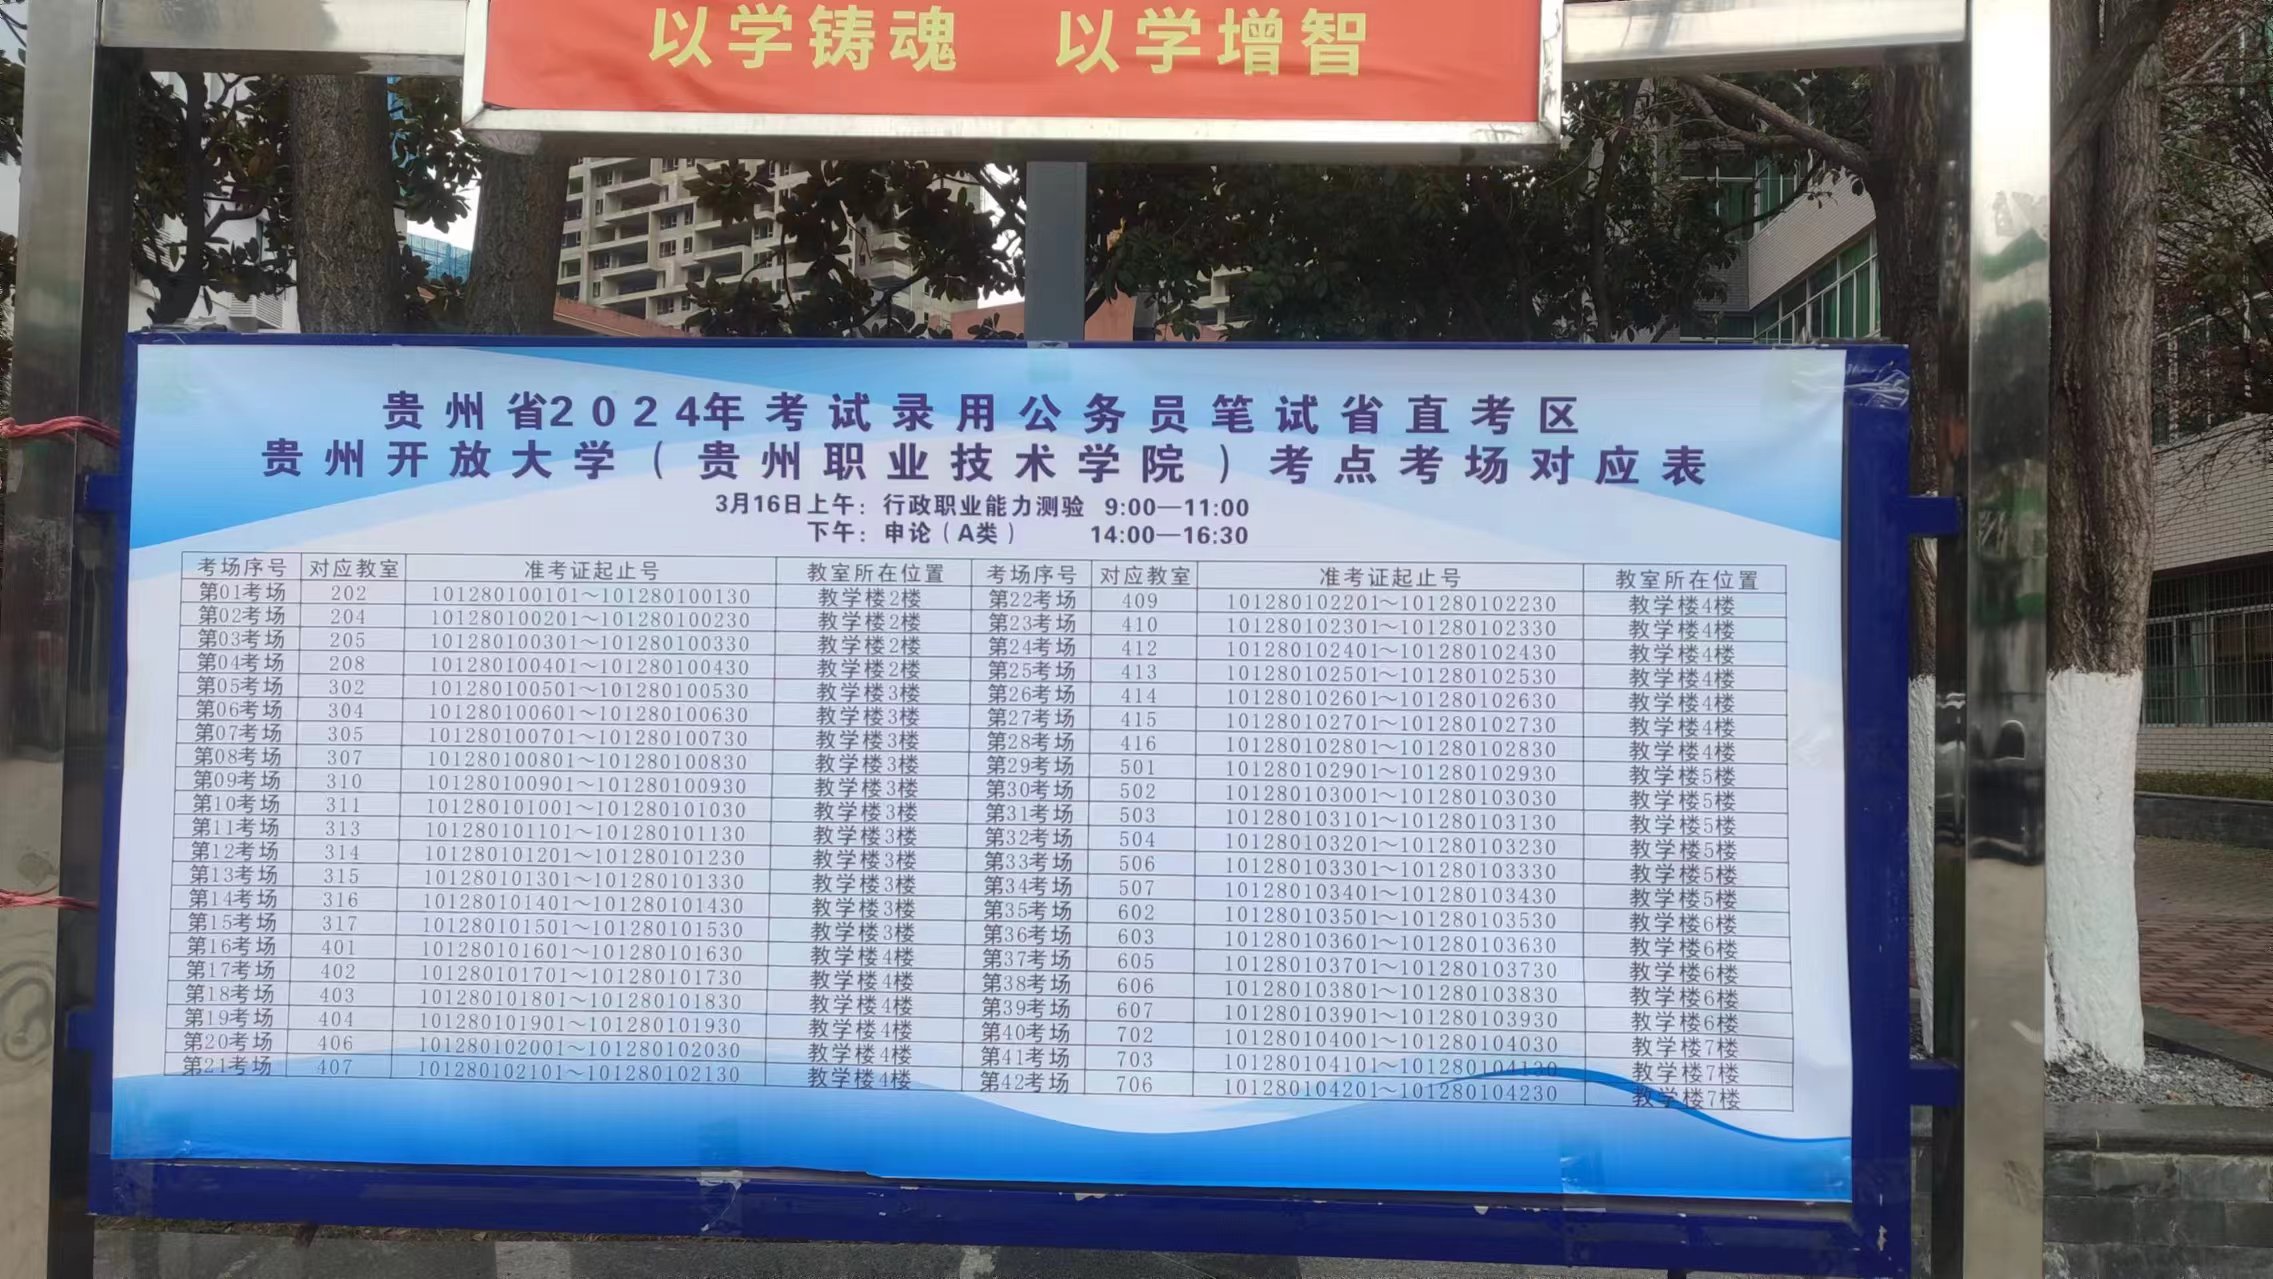 以学铸魂 以学增智
贵州省2024年考试录用公务员笔试省直考区
贵州开放大学（贵州职业技术学院）考点考场对应表
3月16日上午：行政职业能力测验 9:00—11:00
下午：申论（A类） 14:00—16:30
考场序号 对应教室 准考证起止号 教室所在位置 考场序号 对应教室 准考证起止号 教室所在位置
第01考场 202 101280100101～101280100130 教学楼2楼 第22考场 409 101280102201～101280102230 教学楼4楼
第02考场 204 101280100201～101280100230 教学楼2楼 第23考场 410 101280102301～101280102330 教学楼4楼
第03考场 205 101280100301～101280100330 教学楼2楼 第24考场 412 101280102401～101280102430 教学楼4楼
第04考场 208 101280100401～101280100430 教学楼2楼 第25考场 413 101280102501～101280102530 教学楼4楼
第05考场 302 101280100501～101280100530 教学楼3楼 第26考场 414 101280102601～101280102630 教学楼4楼
第06考场 304 101280100601～101280100630 教学楼3楼 第27考场 415 101280102701～101280102730 教学楼4楼
第07考场 305 101280100701～101280100730 教学楼3楼 第28考场 416 101280102801～101280102830 教学楼4楼
第08考场 307 101280100801～101280100830 教学楼3楼 第29考场 501 101280102901～101280102930 教学楼5楼
第09考场 310 101280100901～101280100930 教学楼3楼 第30考场 502 101280103001～101280103030 教学楼5楼
第10考场 311 101280101001～101280101030 教学楼3楼 第31考场 503 101280103101～101280103130 教学楼5楼
第11考场 313 101280101101～101280101130 教学楼3楼 第32考场 504 101280103201～101280103230 教学楼5楼
第12考场 314 101280101201～101280101230 教学楼3楼 第33考场 506 101280103301～101280103330 教学楼5楼
第13考场 315 101280101301～101280101330 教学楼3楼 第34考场 507 101280103401～101280103430 教学楼5楼
第14考场 316 101280101401～101280101430 教学楼3楼 第35考场 602 101280103501～101280103530 教学楼6楼
第15考场 317 101280101501～101280101530 教学楼3楼 第36考场 603 101280103601～101280103630 教学楼6楼
第16考场 401 101280101601～101280101630 教学楼4楼 第37考场 605 101280103701～101280103730 教学楼6楼
第17考场 402 101280101701～101280101730 教学楼4楼 第38考场 606 101280103801～101280103830 教学楼6楼
第18考场 403 101280101801～101280101830 教学楼4楼 第39考场 607 101280103901～101280103930 教学楼6楼
第19考场 404 101280101901～101280101930 教学楼4楼 第40考场 702 101280104001～101280104030 教学楼7楼
第20考场 406 101280102001～101280102030 教学楼4楼 第41考场 703 101280104101～101280104130 教学楼7楼
第21考场 407 101280102101～101280102130 教学楼4楼 第42考场 706 101280104201～101280104230 教学楼7楼